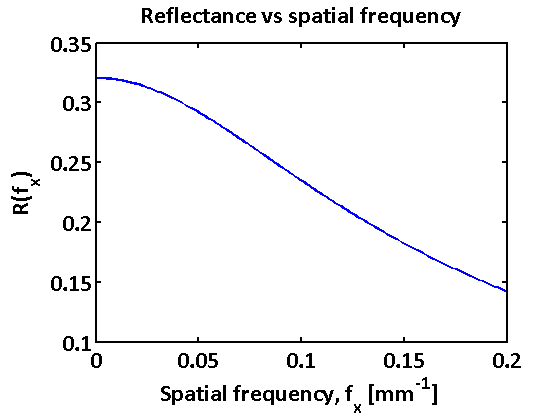 Reflectance vs spatial frequency
0.35
0.3
0.25
0.2
0.15
0.1
R(fₓ)
0 0.05 0.1 0.15 0.2
Spatial frequency, fₓ [mm⁻¹]